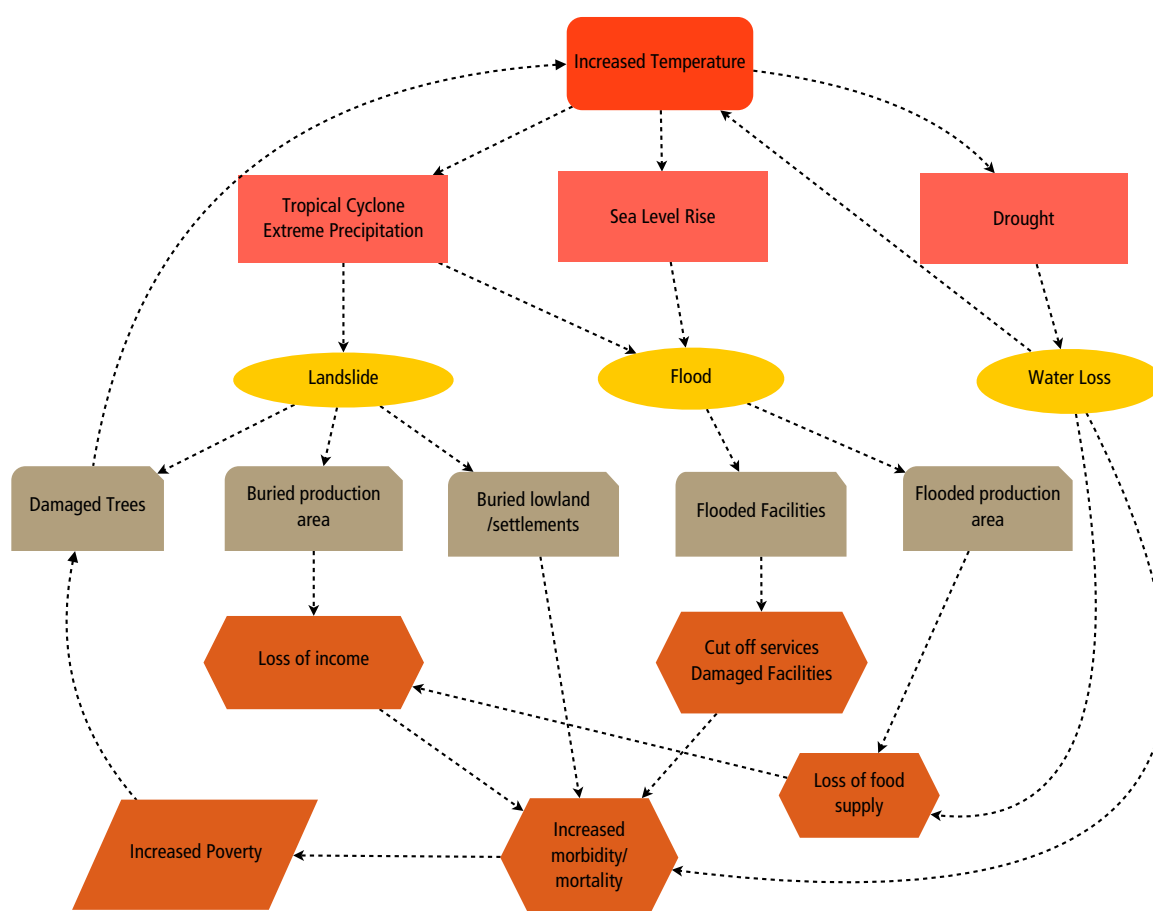 Increased Temperature
Tropical Cyclone
Extreme Precipitation
Sea Level Rise
Drought
Landslide
Flood
Water Loss
Damaged Trees
Buried production
area
Buried lowland
/settlements
Flooded Facilities
Flooded production
area
Loss of income
Cut off services
Damaged Facilities
Loss of food
supply
Increased Poverty
Increased
morbidity/
mortality